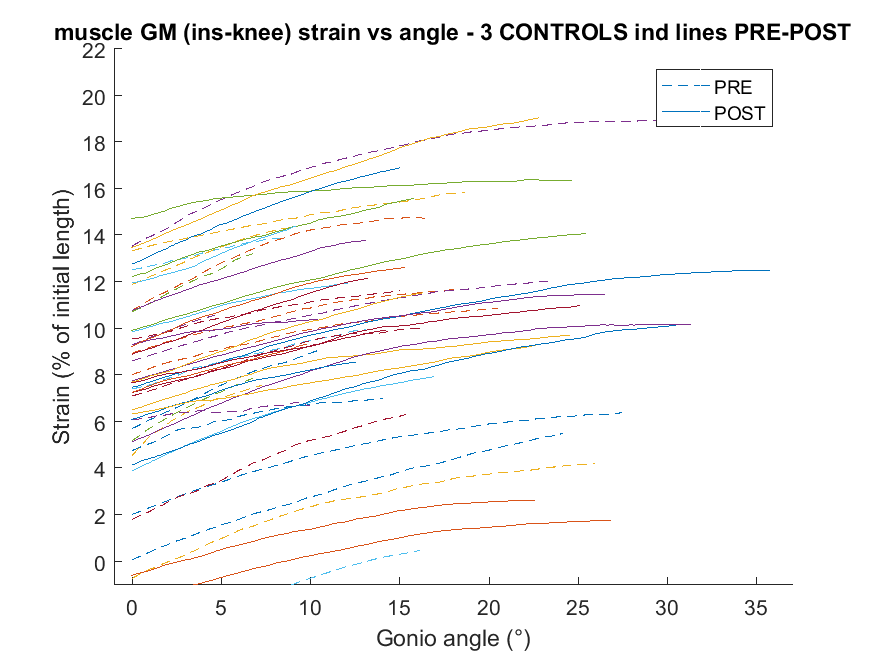 muscle GM (ins-knee) strain vs angle - 3 CONTROLS ind lines PRE-POST
22
20
18
16
14
12
10
8
6
4
2
0
Strain (% of initial length)
PRE
POST
0 5 10 15 20 25 30 35
Gonio angle (°)